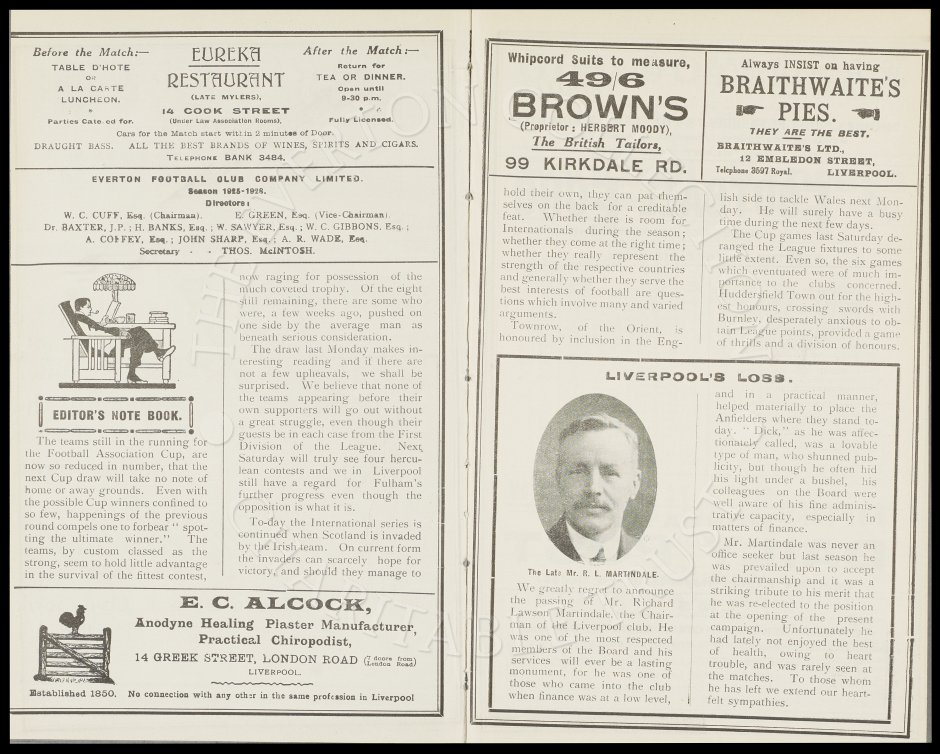 Before the Match:—
TABLE D'HOTE
OR
A LA CARTE
LUNCHEON.
Parties Catered for.
EUREKA
RESTAURANT
(LATE MYLERS),
14 COOK STREET
(Under Law Association Rooms),
After the Match:—
Return for
TEA OR DINNER.
Open until
9-30 p.m.
Fully Licensed.
Cars for the Match start within 2 minutes of Door.
DRAUGHT BASS. ALL THE BEST BRANDS OF WINES, SPIRITS AND CIGARS.
TELEPHONE BANK 3484.
EVERTON FOOTBALL CLUB COMPANY LIMITED.
Season 1925-1926.
Directors:
W. C. CUFF, Esq. (Chairman). E. GREEN, Esq. (Vice-Chairman).
Dr. BAXTER, J.P.; H. BANKS, Esq.; W. SAWYER, Esq.; W. C. GIBBONS, Esq.;
A. COFFEY, Esq.; JOHN SHARP, Esq.; A. R. WADE, Esq.
Secretary - - THOS. McINTOSH.
EDITOR'S NOTE BOOK.
The teams still in the running for
the Football Association Cup, are
now so reduced in number, that the
next Cup draw will take no note of
home or away grounds. Even with
the possible Cup winners confined to
so few, happenings of the previous
round compels one to forbear " spot-
ting the ultimate winner." The
teams, by custom classed as the
strong, seem to hold little advantage
in the survival of the fittest contest,
now raging for possession of the
much coveted trophy. Of the eight
still remaining, there are some who
were, a few weeks ago, pushed on
one side by the average man as
beneath serious consideration.
The draw last Monday makes in-
teresting reading and if there are
not a few upheavals, we shall be
surprised. We believe that none of
the teams appearing before their
own supporters will go out without
a great struggle, even though their
guests be in each case from the First
Division of the League. Next
Saturday will truly see four hercu-
lean contests and we in Liverpool
still have a regard for Fulham's
further progress even though the
opposition is what it is.
To-day the International series is
continued when Scotland is invaded
by the Irish team. On current form
the invaders can scarcely hope for
victory, and should they manage to
E. C. ALCOCK,
Anodyne Healing Plaster Manufacturer,
Practical Chiropodist,
14 GREEK STREET, LONDON ROAD (7 doors from London Road)
LIVERPOOL.
Established 1850. No connection with any other in the same profession in Liverpool
Whipcord Suits to measure,
49/6
BROWN'S
(Proprietor: HERBERT MOODY),
The British Tailors,
99 KIRKDALE RD.
Always INSIST on having
BRAITHWAITE'S
PIES.
THEY ARE THE BEST.
BRAITHWAITE'S LTD.,
12 EMBLEDON STREET,
Telephone 3597 Royal. LIVERPOOL.
hold their own, they can pat them-
selves on the back for a creditable
feat. Whether there is room for
Internationals during the season;
whether they come at the right time;
whether they really represent the
strength of the respective countries
and generally whether they serve the
best interests of football are ques-
tions which involve many and varied
arguments.
Townrow, of the Orient, is
honoured by inclusion in the Eng-
lish side to tackle Wales next Mon-
day. He will surely have a busy
time during the next few days.
The Cup games last Saturday de-
ranged the League fixtures to some
little extent. Even so, the six games
which eventuated were of much im-
portance to the clubs concerned.
Huddersfield Town out for the high-
est honours, crossing swords with
Burnley, desperately anxious to ob-
tain League points, provided a game
of thrills and a division of honours.
LIVERPOOL'S LOSS.
The Late Mr. R. L. MARTINDALE.
We greatly regret to announce
the passing of Mr. Richard
Lawson Martindale, the Chair-
man of the Liverpool club. He
was one of the most respected
members of the Board and his
services will ever be a lasting
monument, for he was one of
those who came into the club
when finance was at a low level,
and in a practical manner,
helped materially to place the
Anfielders where they stand to-
day. " Dick," as he was affec-
tionately called, was a lovable
type of man, who shunned pub-
licity, but though he often hid
his light under a bushel, his
colleagues on the Board were
well aware of his fine adminis-
trative capacity, especially in
matters of finance.
Mr. Martindale was never an
office seeker but last season he
was prevailed upon to accept
the chairmanship and it was a
striking tribute to his merit that
he was re-elected to the position
at the opening of the present
campaign. Unfortunately he
had lately not enjoyed the best
of health, owing to heart
trouble, and was rarely seen at
the matches. To those whom
he has left we extend our heart-
felt sympathies.